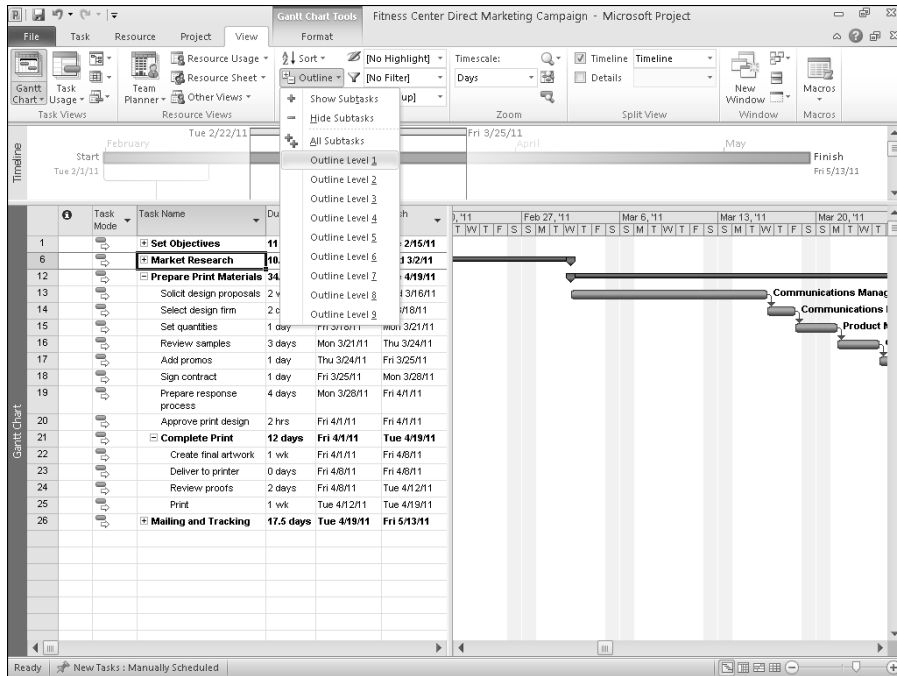 Gantt Chart Tools Fitness Center Direct Marketing Campaign - Microsoft Project
File Task Resource Project View Format
Gantt Chart
Task Usage
Team Planner
Resource Usage
Resource Sheet
Other Views
Sort
Outline
[No Highlight]
[No Filter]
up]
Timescale:
Days
Timeline Timeline
Details
New Window
Macros
Task Views Resource Views Zoom Split View Window Macros
Show Subtasks
Hide Subtasks
All Subtasks
Outline Level 1
Outline Level 2
Outline Level 3
Outline Level 4
Outline Level 5
Outline Level 6
Outline Level 7
Outline Level 8
Outline Level 9
Timeline
Tue 2/22/11 Fri 3/25/11
February April May
Start Finish
Tue 2/1/11 Fri 5/13/11
Task Mode Task Name Du sh
), '11 Feb 27, '11 Mar 6, '11 Mar 13, '11 Mar 20, '11
T W T F S S M T W T F S S M T W T F S S M T W T F S S M T W T
1 Set Objectives 11 2/15/11
6 Market Research 10. d 3/2/11
12 Prepare Print Materials 34. 4/19/11
13 Solicit design proposals 2 w d 3/16/11 Communications Manag
14 Select design firm 2 d 3/18/11 Communications
15 Set quantities 1 day Fri 3/18/11 Mon 3/21/11 Product M
16 Review samples 3 days Mon 3/21/11 Thu 3/24/11
17 Add promos 1 day Thu 3/24/11 Fri 3/25/11
18 Sign contract 1 day Fri 3/25/11 Mon 3/28/11
19 Prepare response process 4 days Mon 3/28/11 Fri 4/1/11
20 Approve print design 2 hrs Fri 4/1/11 Fri 4/1/11
21 Complete Print 12 days Fri 4/1/11 Tue 4/19/11
22 Create final artwork 1 wk Fri 4/1/11 Fri 4/8/11
23 Deliver to printer 0 days Fri 4/8/11 Fri 4/8/11
24 Review proofs 2 days Fri 4/8/11 Tue 4/12/11
25 Print 1 wk Tue 4/12/11 Tue 4/19/11
26 Mailing and Tracking 17.5 days Tue 4/19/11 Fri 5/13/11
Gantt Chart
Ready New Tasks : Manually Scheduled